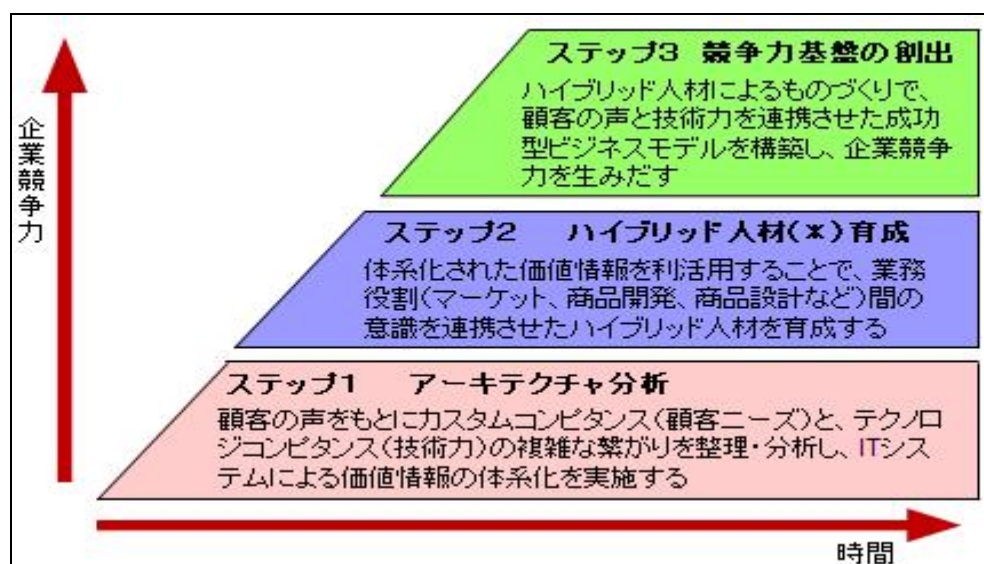 企業競争力
ステップ3 競争力基盤の創出
ハイブリッド人材によるものづくりで、
顧客の声と技術力を連携させた成功
型ビジネスモデルを構築し、企業競争
力を生みだす
ステップ2 ハイブリッド人材(*)育成
体系化された価値情報を利活用することで、業務
役割(マーケット、商品開発、商品設計など)間の
意識を連携させたハイブリッド人材を育成する
ステップ1 アーキテクチャ分析
顧客の声をもとにカスタムコンピタンス(顧客ニーズ)と、テクノロ
ジコンピタンス(技術力)の複雑な繋がりを整理・分析し、ITシス
テムによる価値情報の体系化を実施する
時間